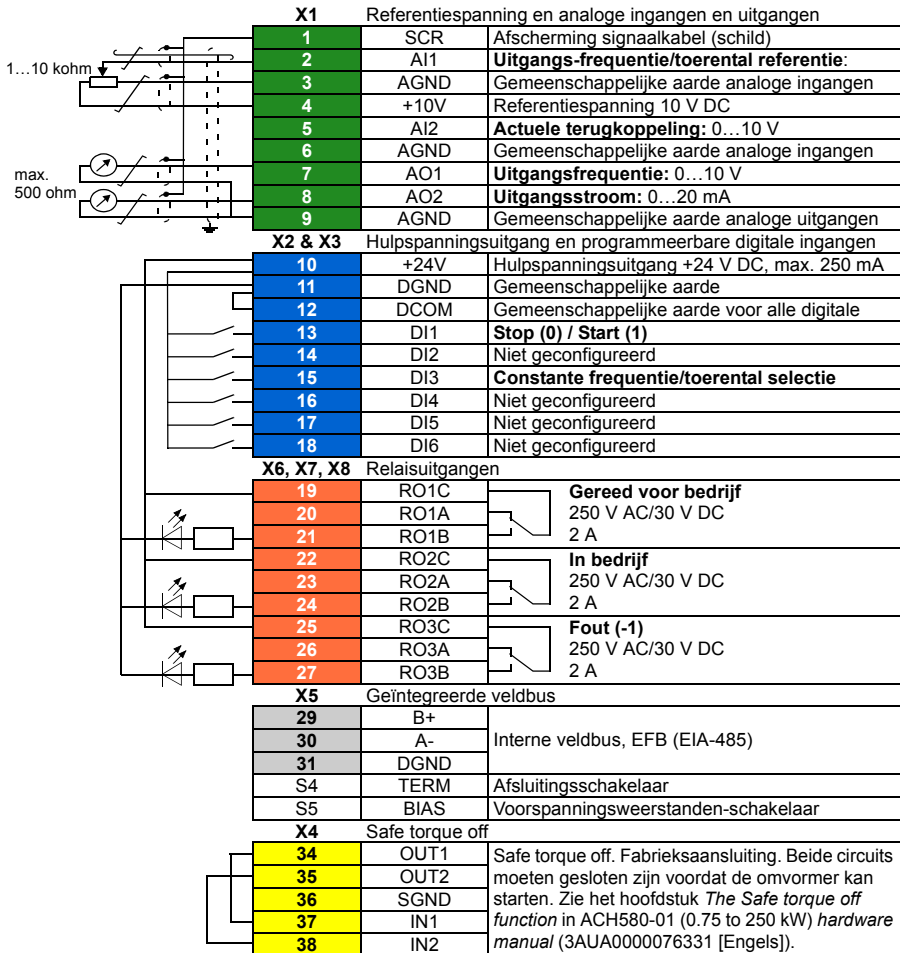 X1 Referentiespanning en analoge ingangen en uitgangen
1 SCR Afscherming signaalkabel (schild)
2 AI1 Uitgangs-frequentie/toerental referentie:
1…10 kohm
3 AGND Gemeenschappelijke aarde analoge ingangen
4 +10V Referentiespanning 10 V DC
5 AI2 Actuele terugkoppeling: 0…10 V
6 AGND Gemeenschappelijke aarde analoge ingangen
7 AO1 Uitgangsfrequentie: 0…10 V
max.
500 ohm
8 AO2 Uitgangsstroom: 0…20 mA
9 AGND Gemeenschappelijke aarde analoge uitgangen
X2 & X3 Hulpspanningsuitgang en programmeerbare digitale ingangen
10 +24V Hulpspanningsuitgang +24 V DC, max. 250 mA
11 DGND Gemeenschappelijke aarde
12 DCOM Gemeenschappelijke aarde voor alle digitale
13 DI1 Stop (0) / Start (1)
14 DI2 Niet geconfigureerd
15 DI3 Constante frequentie/toerental selectie
16 DI4 Niet geconfigureerd
17 DI5 Niet geconfigureerd
18 DI6 Niet geconfigureerd
X6, X7, X8 Relaisuitgangen
19 RO1C Gereed voor bedrijf
20 RO1A 250 V AC/30 V DC
21 RO1B 2 A
22 RO2C In bedrijf
23 RO2A 250 V AC/30 V DC
24 RO2B 2 A
25 RO3C Fout (-1)
26 RO3A 250 V AC/30 V DC
27 RO3B 2 A
X5 Geïntegreerde veldbus
29 B+
30 A- Interne veldbus, EFB (EIA-485)
31 DGND
S4 TERM Afsluitingsschakelaar
S5 BIAS Voorspanningsweerstanden-schakelaar
X4 Safe torque off
34 OUT1 Safe torque off. Fabrieksaansluiting. Beide circuits
35 OUT2 moeten gesloten zijn voordat de omvormer kan
36 SGND starten. Zie het hoofdstuk The Safe torque off
37 IN1 function in ACH580-01 (0.75 to 250 kW) hardware
38 IN2 manual (3AUA0000076331 [Engels]).